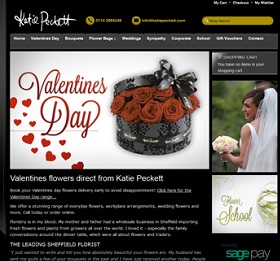 My Cart Checkout My Wishlist
Katie Peckett
0114 2664246
info@katiepeckett.com
Home Valentines Day Bouquets Flower Bags Weddings Sympathy Corporate School Gift Vouchers Contact
Valentines Day
SHOPPING CART
You have no items in your shopping cart
Flower School
Valentines flowers direct from Katie Peckett
Book your Valentines Day flowers delivery early to avoid disappointment! Click here for the
Valentines Day range...
We offer a stunning range of everyday flowers, workplace arrangements, wedding flowers and
more. Call today or order online.
Floristry is in my blood. My mother and father had a wholesale business in Sheffield importing
fresh flowers and plants from growers all over the world. I loved it - especially the family
conversations around the dinner table, which were all about flowers and traders.
THE LEADING SHEFFIELD FLORIST
"I just wanted to write and tell you how absolutely beautiful your flowers are. My husband has
sent me quite a few of your bouquets in the past and I have just received another today. People
sage pay